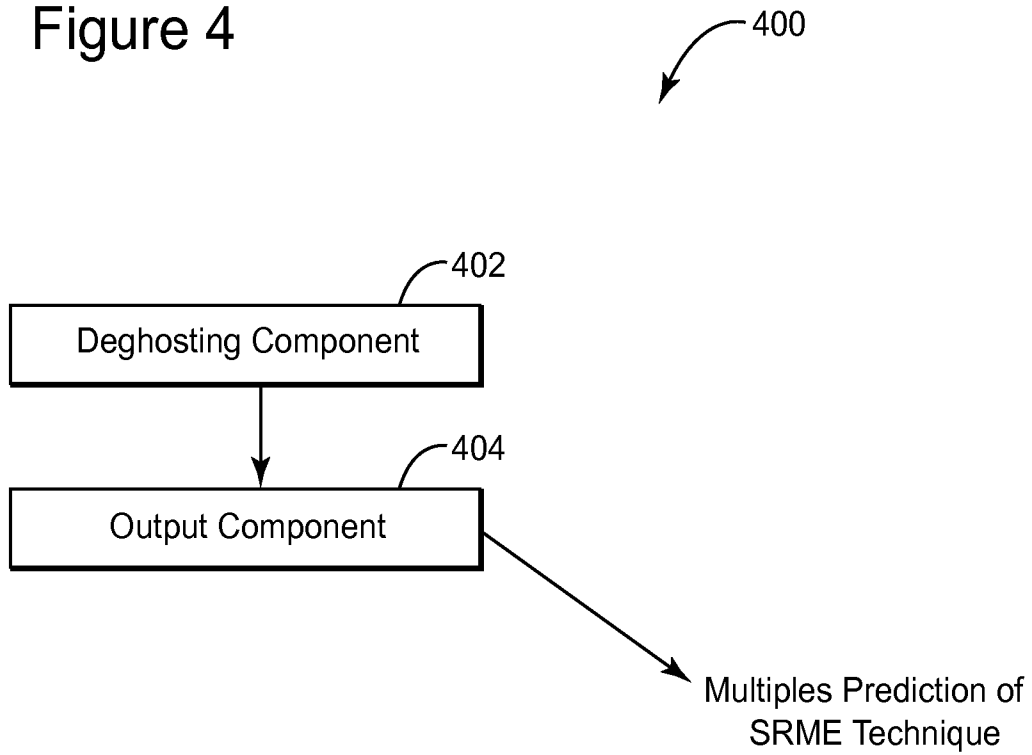 Figure 4
400
402
Deghosting Component
404
Output Component
Multiples Prediction of
SRME Technique